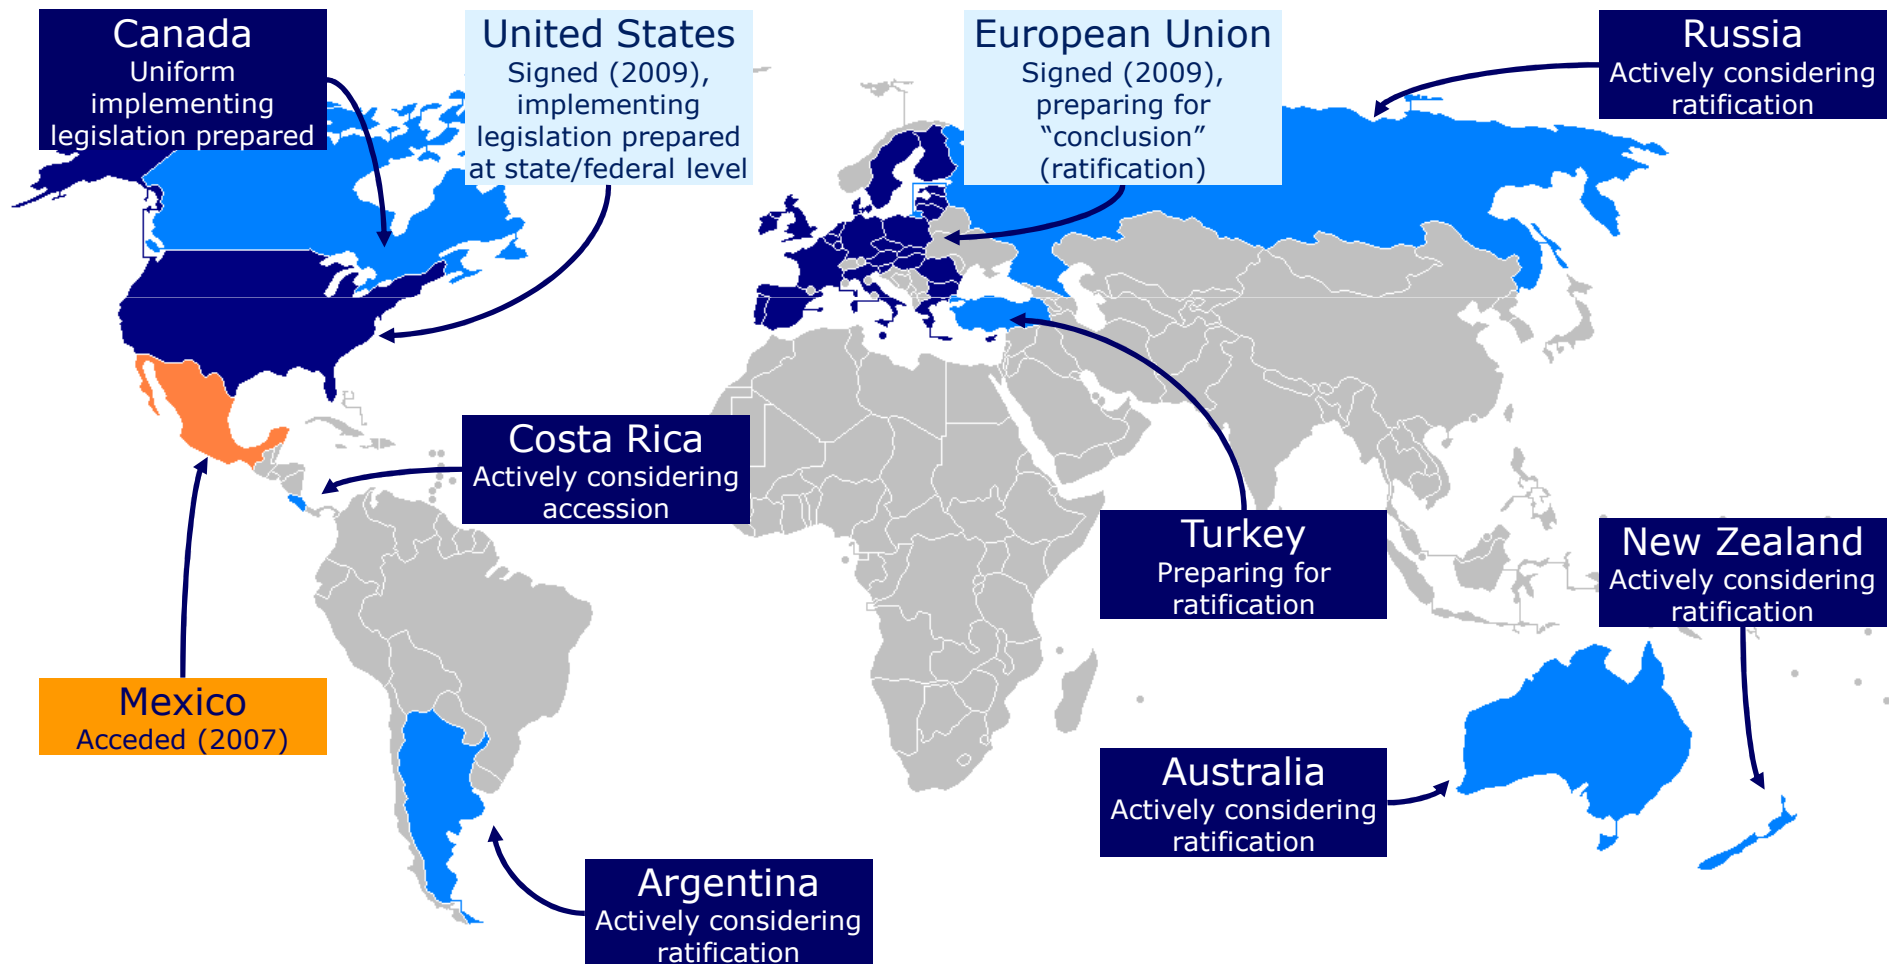 Canada
Uniform
implementing
legislation prepared
United States
Signed (2009),
implementing
legislation prepared
at state/federal level
European Union
Signed (2009),
preparing for
“conclusion”
(ratification)
Russia
Actively considering
ratification
Costa Rica
Actively considering
accession
Turkey
Preparing for
ratification
New Zealand
Actively considering
ratification
Mexico
Acceded (2007)
Australia
Actively considering
ratification
Argentina
Actively considering
ratification